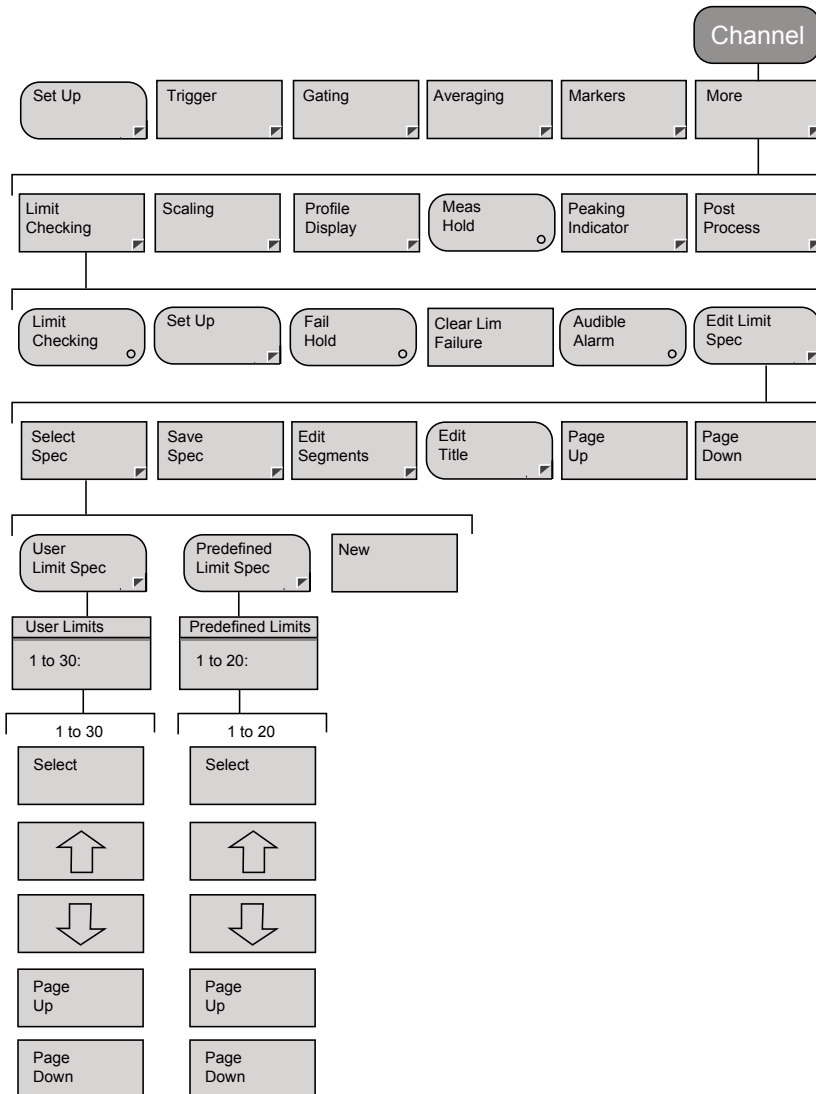 Channel
Set Up
Trigger
Gating
Averaging
Markers
More
Limit
Checking
Scaling
Profile
Display
Meas
Hold
Peaking
Indicator
Post
Process
Limit
Checking
Set Up
Fail
Hold
Clear Lim
Failure
Audible
Alarm
Edit Limit
Spec
Select
Spec
Save
Spec
Edit
Segments
Edit
Title
Page
Up
Page
Down
User
Limit Spec
Predefined
Limit Spec
New
User Limits
1 to 30:
Predefined Limits
1 to 20:
1 to 30
Select
Page
Up
Page
Down
1 to 20
Select
Page
Up
Page
Down